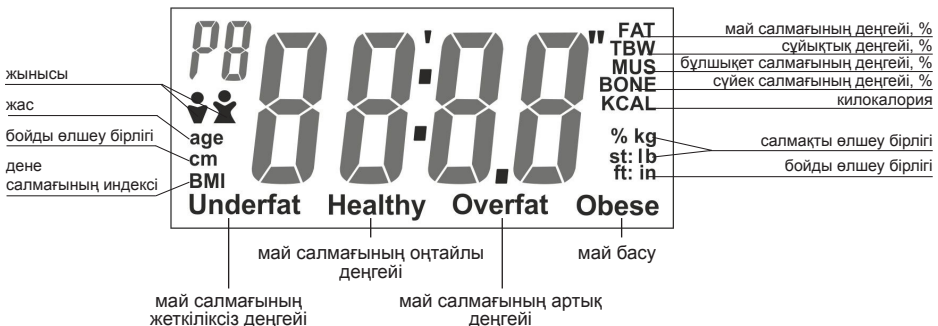 P8
88:88
' "
FAT май салмағының деңгейі, %
TBW сұйықтық деңгейі, %
MUS бұлшықет салмағының деңгейі, %
BONE сүйек салмағының деңгейі, %
KCAL килокалория
жынысы
жас
age
% kg
салмақты өлшеу бірлігі
бойды өлшеу бірлігі
cm
st: lb
дене
салмағының индексі
BMI
ft: in
бойды өлшеу бірлігі
Underfat Healthy Overfat Obese
май салмағының оңтайлы
деңгейі
май басу
май салмағының
жеткіліксіз деңгейі
май салмағының артық
деңгейі